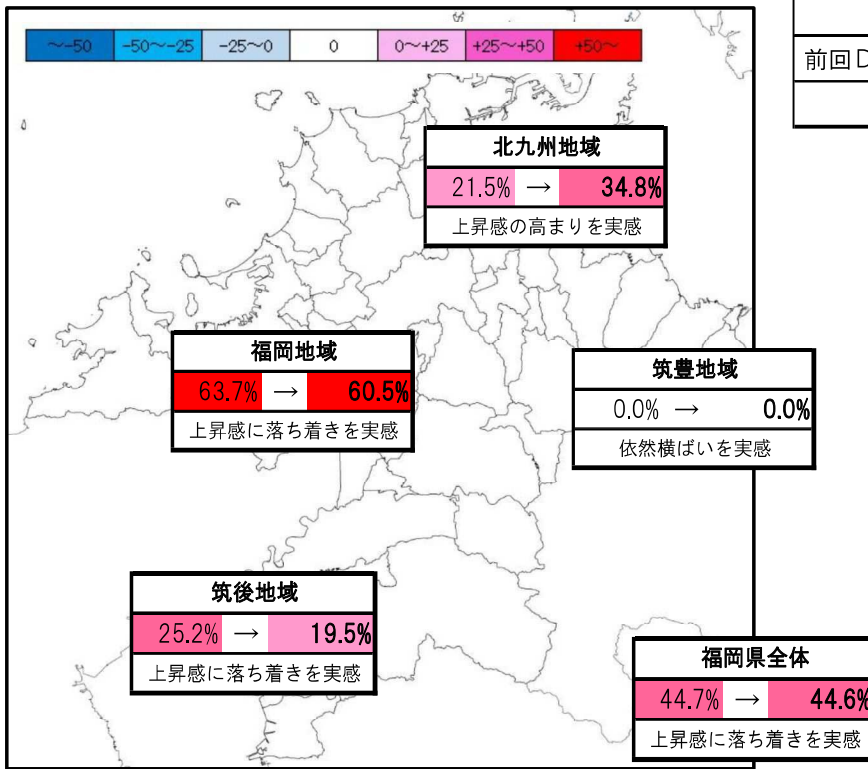 ～-50 -50～-25 -25～0 0 0～+25 +25～+50 +50～
前回D
北九州地域
21.5% → 34.8%
上昇感の高まりを実感
福岡地域
63.7% → 60.5%
上昇感に落ち着きを実感
筑豊地域
0.0% → 0.0%
依然横ばいを実感
筑後地域
25.2% → 19.5%
上昇感に落ち着きを実感
福岡県全体
44.7% → 44.6%
上昇感に落ち着きを実感